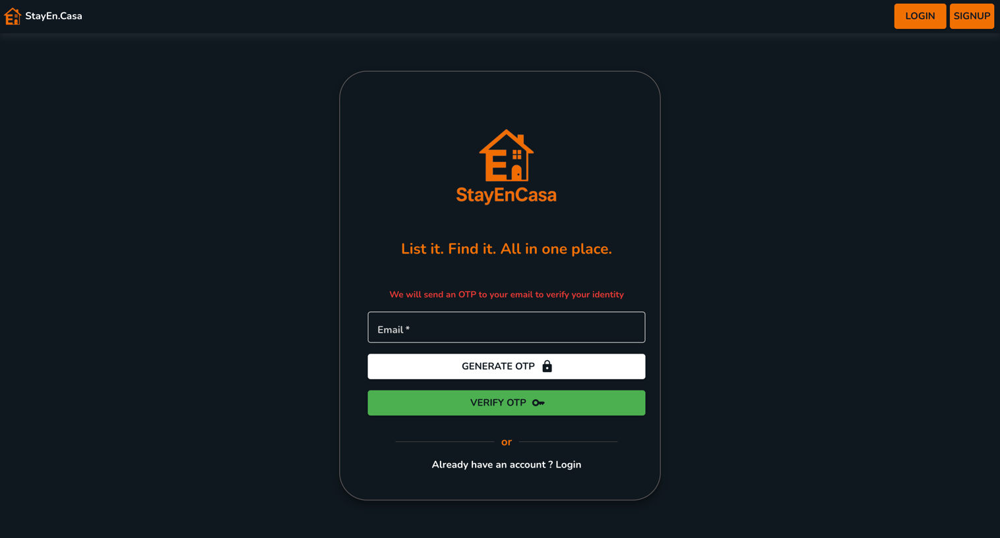 StayEn.Casa
LOGIN
SIGNUP
StayEnCasa
List it. Find it. All in one place.
We will send an OTP to your email to verify your identity
Email *
GENERATE OTP
VERIFY OTP
or
Already have an account ? Login